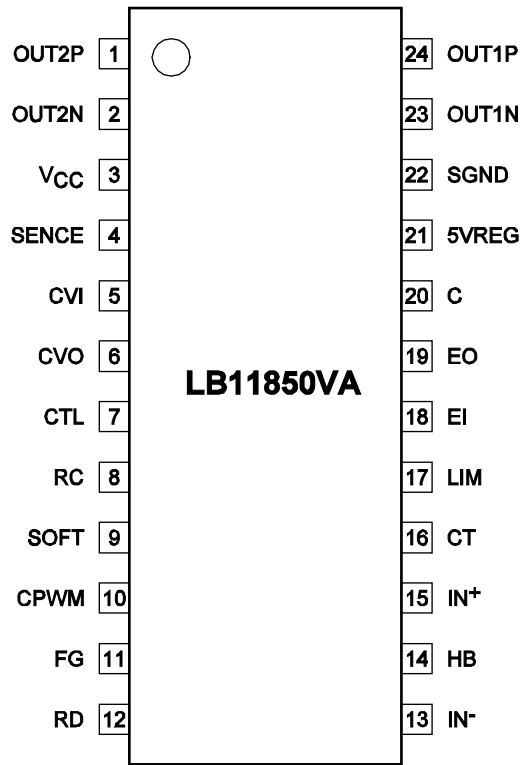 OUT2P 1 24 OUT1P
OUT2N 2 23 OUT1N
VCC 3 22 SGND
SENCE 4 21 5VREG
CVI 5 20 C
CVO 6 19 EO
LB11850VA
CTL 7 18 EI
RC 8 17 LIM
SOFT 9 16 CT
CPWM 10 15 IN+
FG 11 14 HB
RD 12 13 IN-